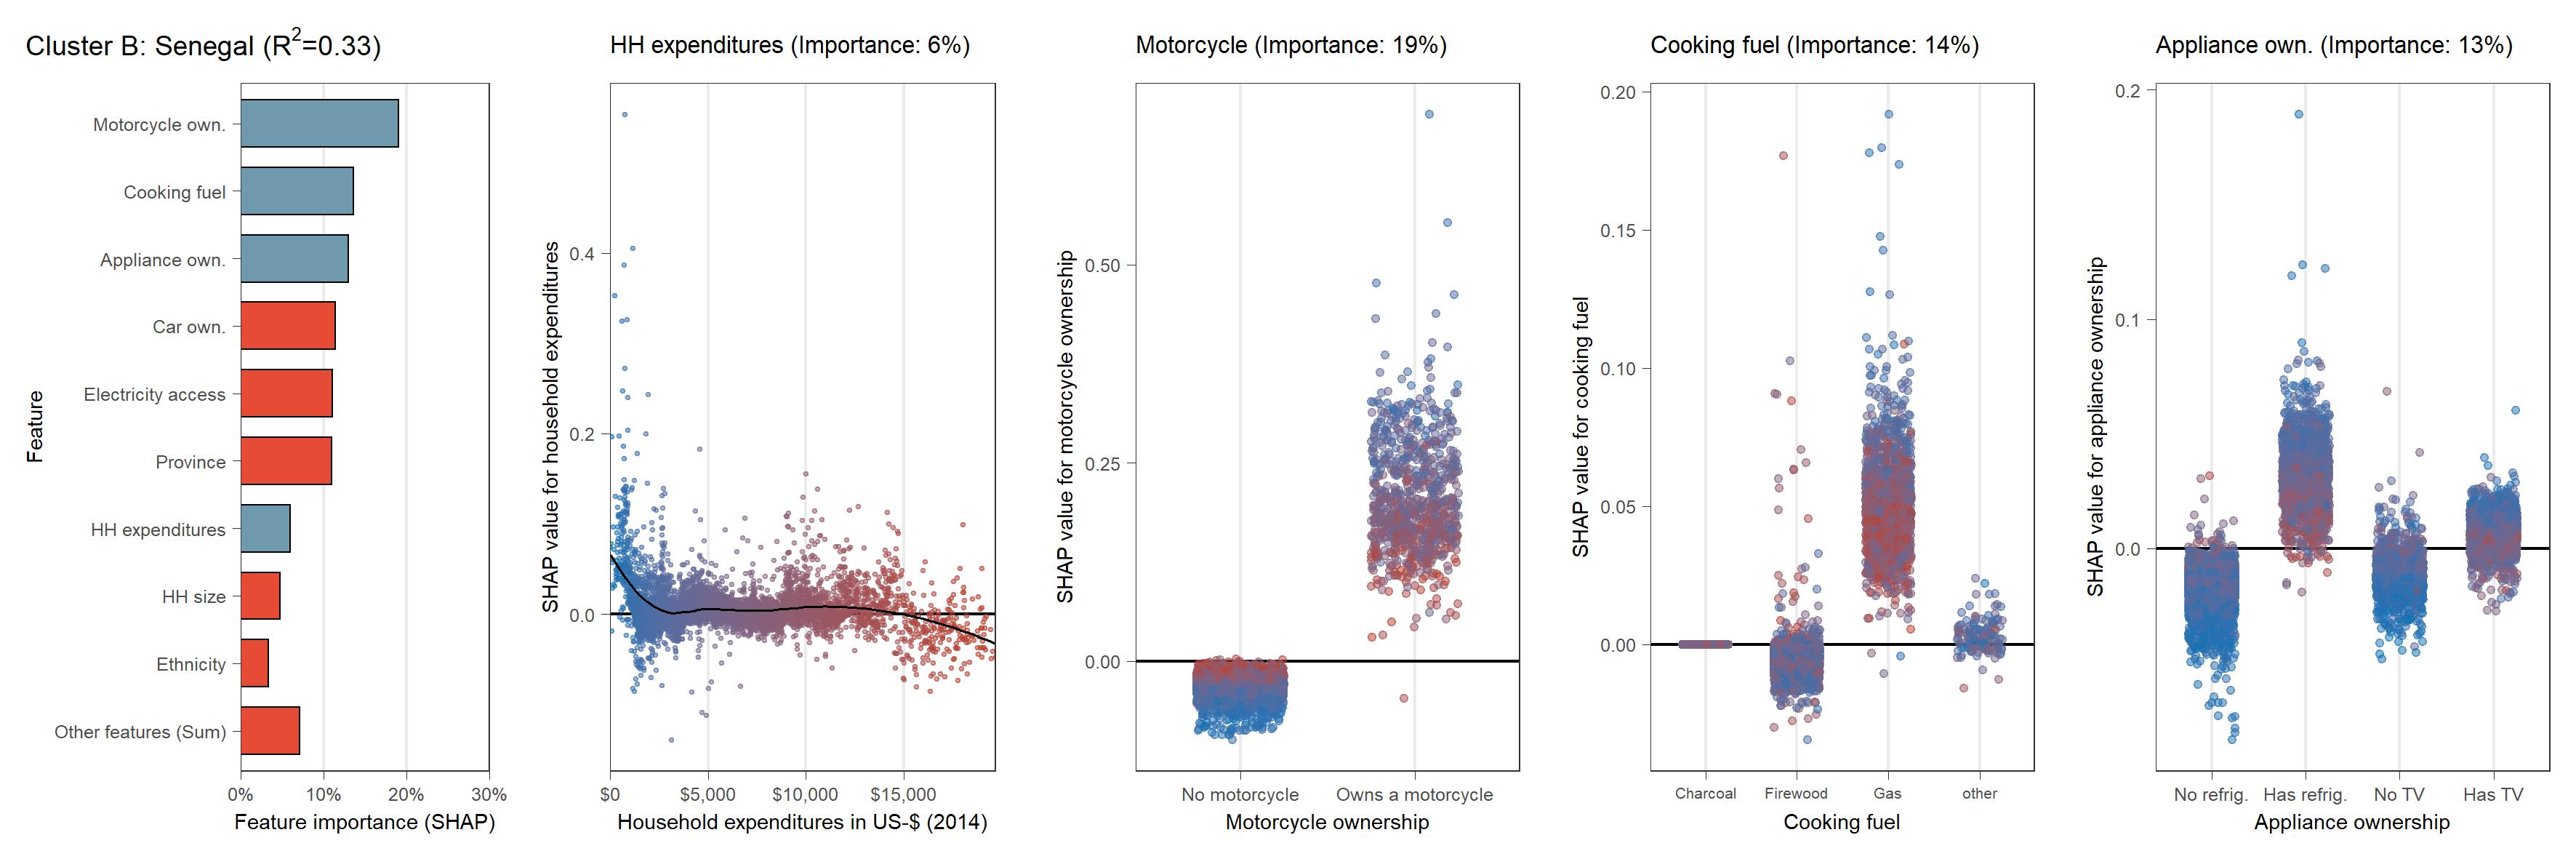 Cluster B: Senegal (R²=0.33)
Feature
Motorcycle own.
Cooking fuel
Appliance own.
Car own.
Electricity access
Province
HH expenditures
HH size
Ethnicity
Other features (Sum)
0% 10% 20% 30%
Feature importance (SHAP)
HH expenditures (Importance: 6%)
SHAP value for household expenditures
0.4
0.2
0.0
$0 $5,000 $10,000 $15,000
Household expenditures in US-$ (2014)
Motorcycle (Importance: 19%)
SHAP value for motorcycle ownership
0.50
0.25
0.00
No motorcycle Owns a motorcycle
Motorcycle ownership
Cooking fuel (Importance: 14%)
SHAP value for cooking fuel
0.20
0.15
0.10
0.05
0.00
Charcoal Firewood Gas other
Cooking fuel
Appliance own. (Importance: 13%)
SHAP value for appliance ownership
0.2
0.1
0.0
No refrig. Has refrig. No TV Has TV
Appliance ownership